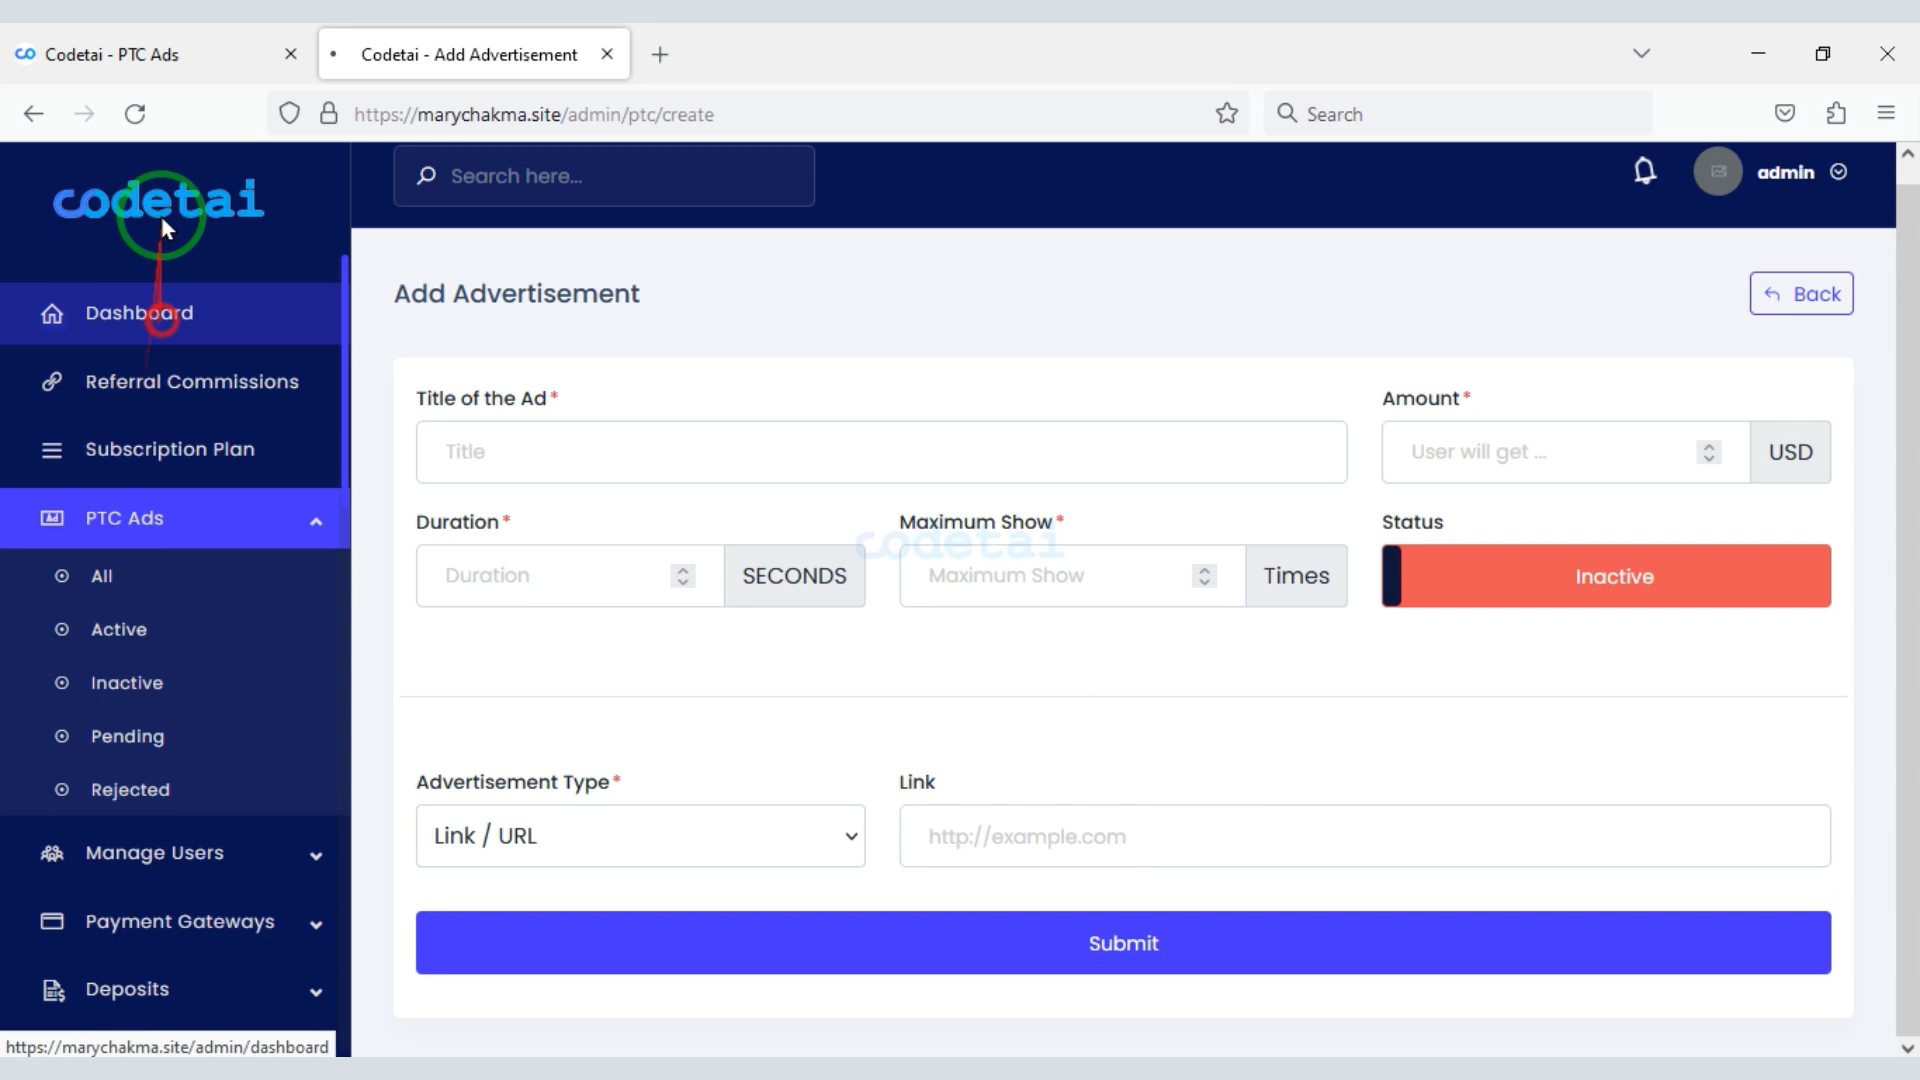 Codetai - PTC Ads
Codetai - Add Advertisement
https://marychakma.site/admin/ptc/create
Search
codetai
Search here...
admin
Dashboard
Referral Commissions
Subscription Plan
Ad PTC Ads
All
Active
Inactive
Pending
Rejected
Manage Users
Payment Gateways
Deposits
https://marychakma.site/admin/dashboard
Add Advertisement
Back
Title of the Ad*
Amount*
Title
User will get ...
USD
Duration*
Maximum Show*
Status
codetai
Duration
SECONDS
Maximum Show
Times
Inactive
Advertisement Type*
Link
Link / URL
http://example.com
Submit